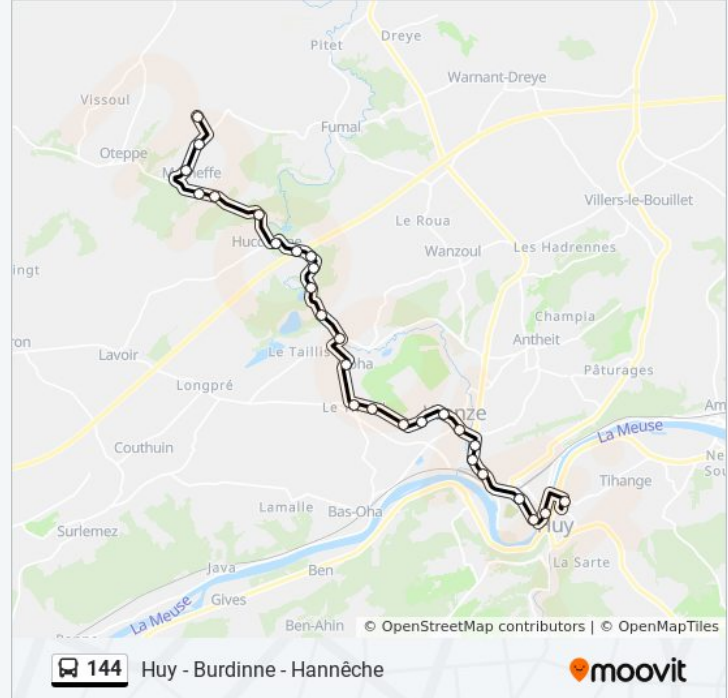 Pitet
Dreye
Warnant-Dreye
Vissoul
Fumal
Oteppe
Villers-le-Bouillet
Le Roua
Wanzoul
Les Hadrennes
Champia
Antheit
Lavoir
Le Taillis
Pâturages
Longpré
La Meuse
Couthuin
Tihange
Lamalle
Bas-Oha
Surlemez
Huy
La Sarte
Java
Ben
Gives
La Meuse
Ben-Ahin
© OpenStreetMap contributors | © OpenMapTiles
144 Huy - Burdinne - Hannêche
moovit